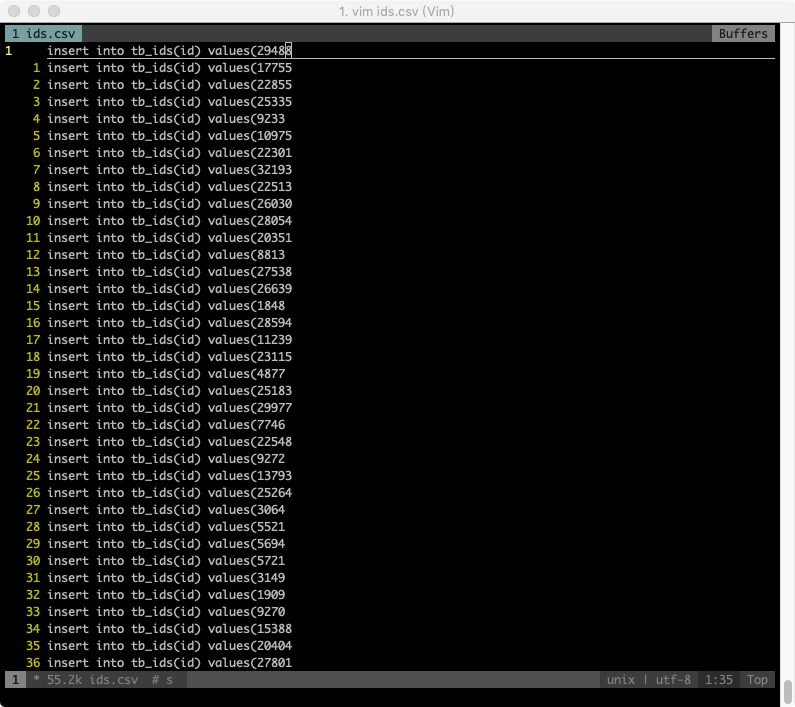 1. vim ids.csv (Vim)
1 ids.csv Buffers
1 insert into tb_ids(id) values(29488
1 insert into tb_ids(id) values(17755
2 insert into tb_ids(id) values(22855
3 insert into tb_ids(id) values(25335
4 insert into tb_ids(id) values(9233
5 insert into tb_ids(id) values(10975
6 insert into tb_ids(id) values(22301
7 insert into tb_ids(id) values(32193
8 insert into tb_ids(id) values(22513
9 insert into tb_ids(id) values(26030
10 insert into tb_ids(id) values(28054
11 insert into tb_ids(id) values(20351
12 insert into tb_ids(id) values(8813
13 insert into tb_ids(id) values(27538
14 insert into tb_ids(id) values(26639
15 insert into tb_ids(id) values(1848
16 insert into tb_ids(id) values(28594
17 insert into tb_ids(id) values(11239
18 insert into tb_ids(id) values(23115
19 insert into tb_ids(id) values(4877
20 insert into tb_ids(id) values(25183
21 insert into tb_ids(id) values(29977
22 insert into tb_ids(id) values(7746
23 insert into tb_ids(id) values(22548
24 insert into tb_ids(id) values(9272
25 insert into tb_ids(id) values(13793
26 insert into tb_ids(id) values(25264
27 insert into tb_ids(id) values(3064
28 insert into tb_ids(id) values(5521
29 insert into tb_ids(id) values(5694
30 insert into tb_ids(id) values(5721
31 insert into tb_ids(id) values(3149
32 insert into tb_ids(id) values(1909
33 insert into tb_ids(id) values(9270
34 insert into tb_ids(id) values(15388
35 insert into tb_ids(id) values(20404
36 insert into tb_ids(id) values(27801
1 * 55.2k ids.csv # s unix | utf-8 1:35 Top